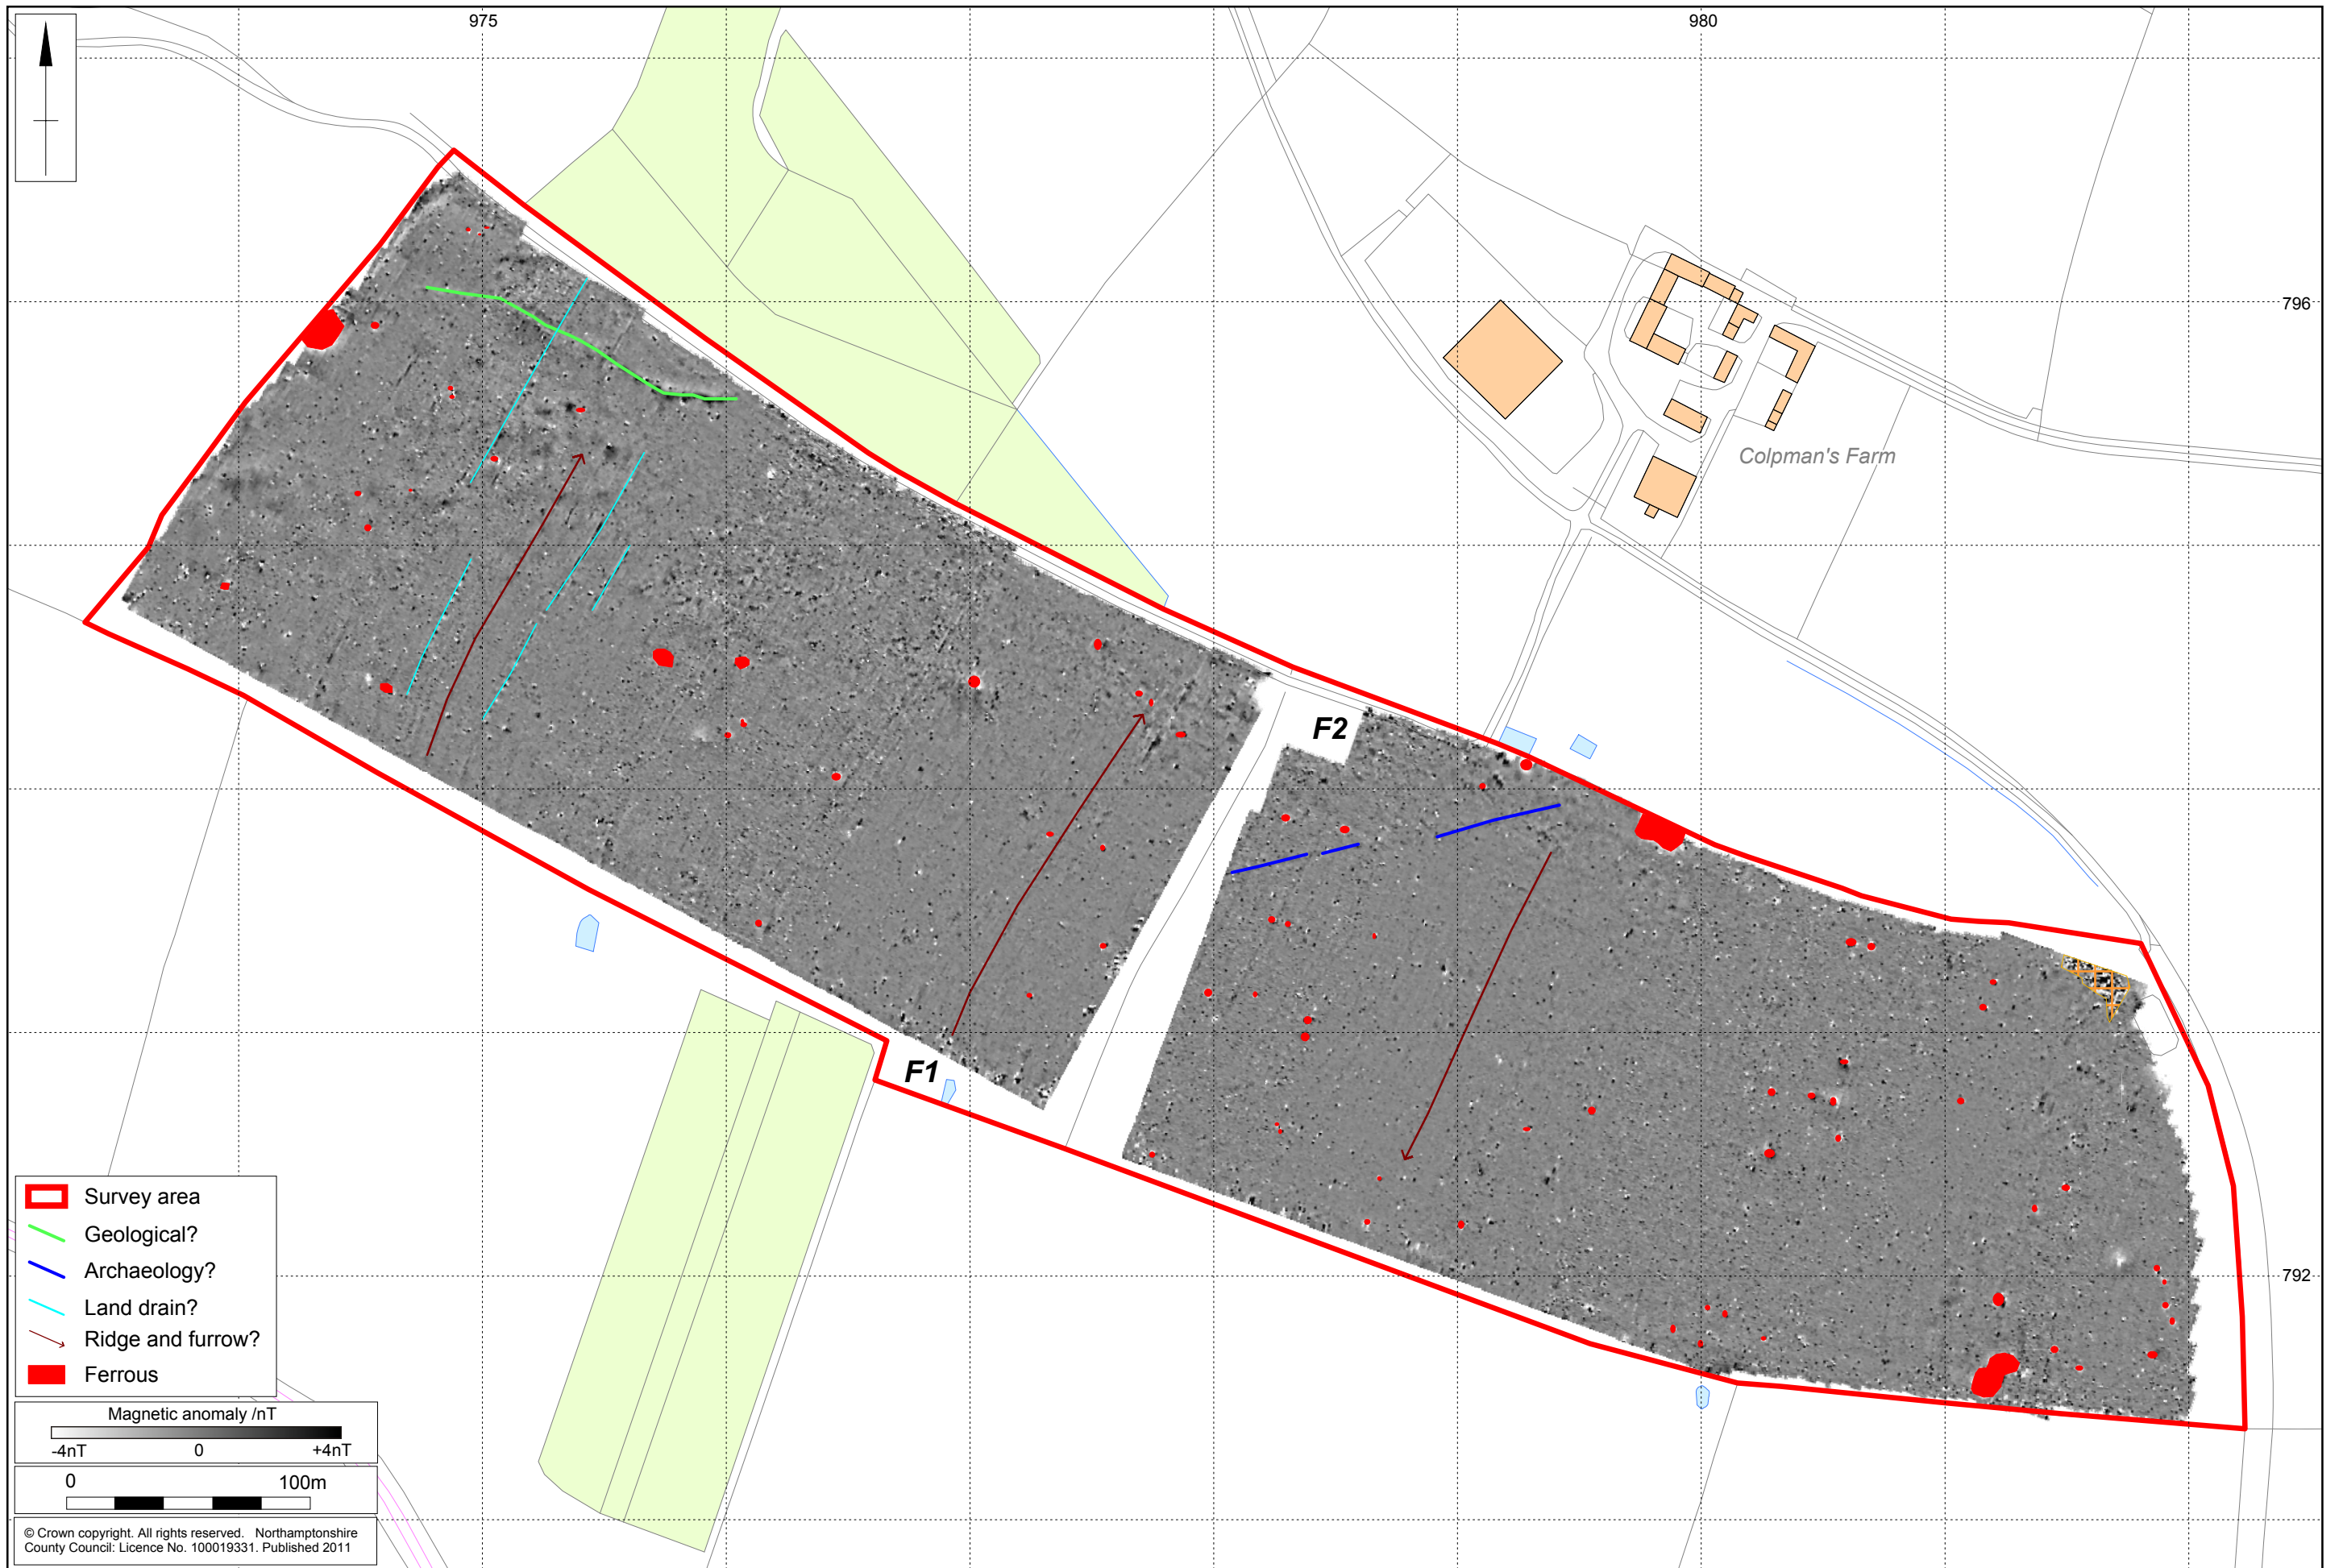 975
980
796
Colpman's Farm
F2
F1
792
Survey area
Geological?
Archaeology?
Land drain?
Ridge and furrow?
Ferrous
Magnetic anomaly /nT
-4nT 0 +4nT
0 100m
© Crown copyright. All rights reserved. Northamptonshire
County Council: Licence No. 100019331. Published 2011